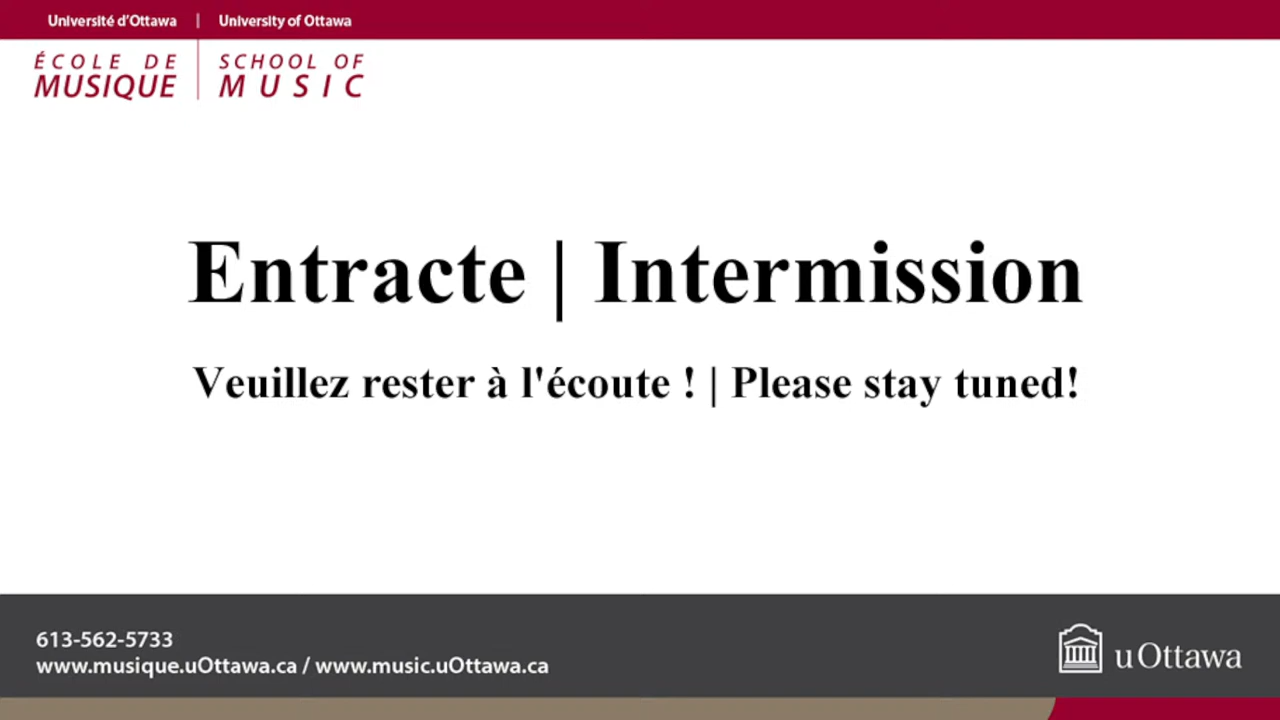 Université d'Ottawa | University of Ottawa
ÉCOLE DE
MUSIQUE
SCHOOL OF
MUSIC
Entracte | Intermission
Veuillez rester à l'écoute ! | Please stay tuned!
613-562-5733
www.musique.uOttawa.ca / www.music.uOttawa.ca
uOttawa